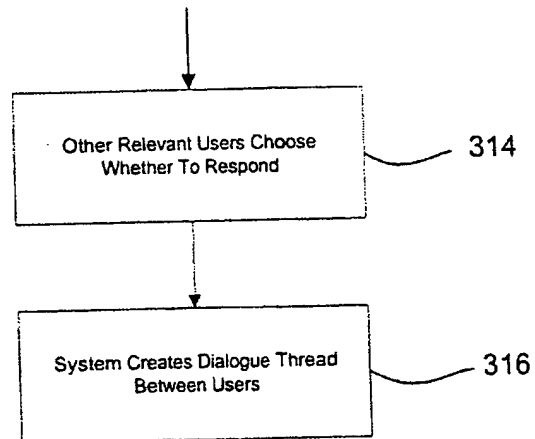 Other Relevant Users Choose
Whether To Respond
314
System Creates Dialogue Thread
Between Users
316